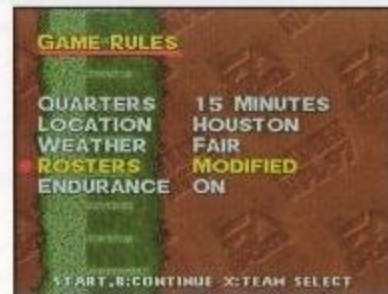 GAME RULES
QUARTERS 15 MINUTES
LOCATION HOUSTON
WEATHER FAIR
ROSTERS MODIFIED
ENDURANCE ON
START,B:CONTINUE X:TEAM SELECT